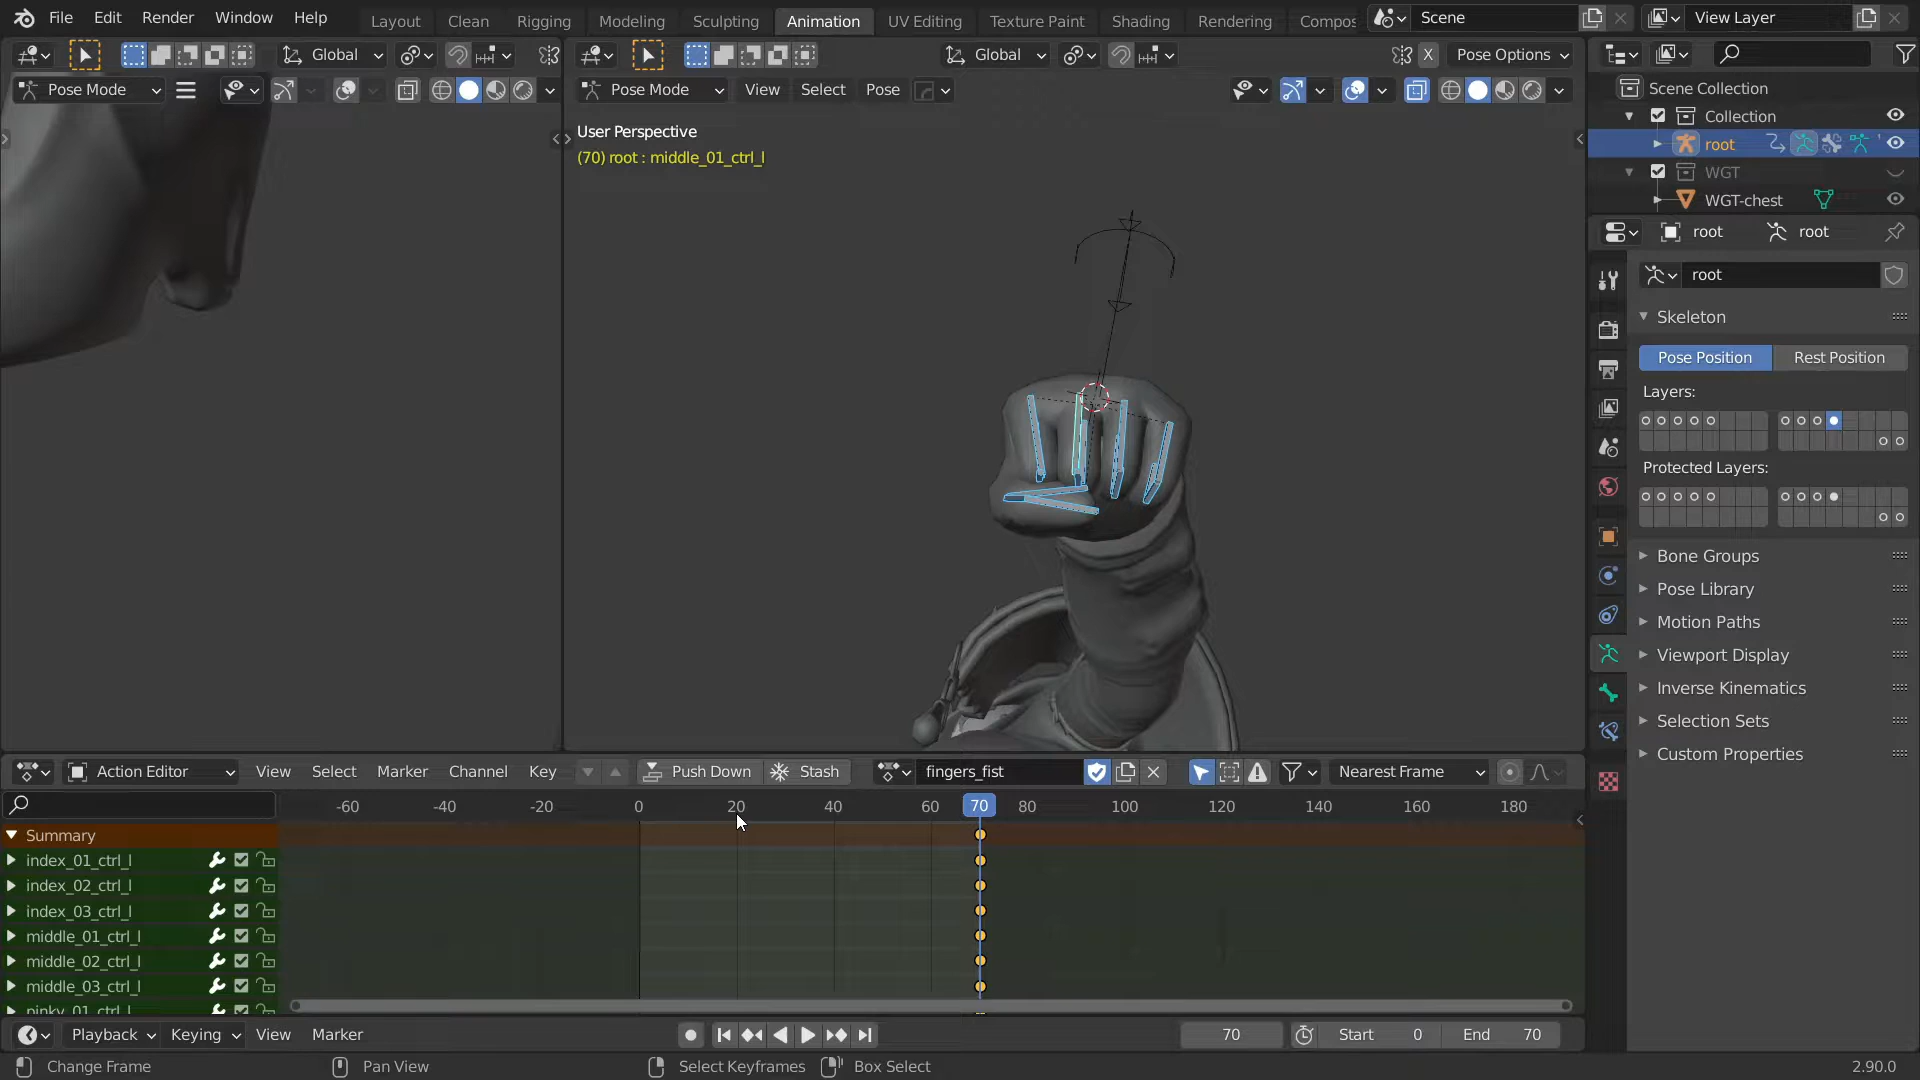 File Edit Render Window Help Layout Clean Rigging Modeling Sculpting Animation UV Editing Texture Paint Shading Rendering Compos Scene View Layer
Global Global X Pose Options
Pose Mode Pose Mode View Select Pose
User Perspective
(70) root : middle_01_ctrl_l
Scene Collection
Collection
root
WGT
WGT-chest
root root
root
Skeleton
Pose Position Rest Position
Layers:
Protected Layers:
Bone Groups
Pose Library
Motion Paths
Viewport Display
Inverse Kinematics
Selection Sets
Custom Properties
Action Editor View Select Marker Channel Key Push Down Stash fingers_fist Nearest Frame
-60 -40 -20 0 20 40 60 70 80 100 120 140 160 180
Summary
index_01_ctrl_l
index_02_ctrl_l
index_03_ctrl_l
middle_01_ctrl_l
middle_02_ctrl_l
middle_03_ctrl_l
pinky_01_ctrl_l
Playback Keying View Marker 70 Start 0 End 70
Change Frame Pan View Select Keyframes Box Select 2.90.0